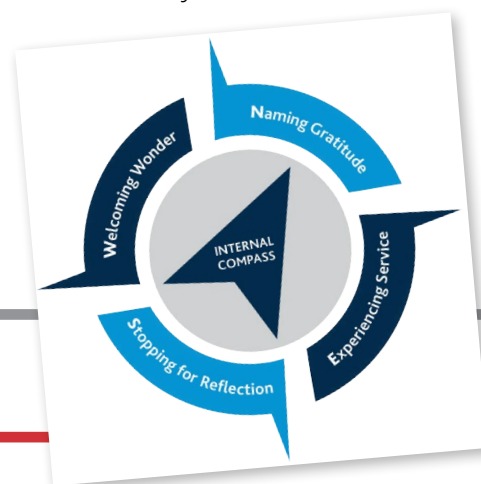 Naming Gratitude
Experiencing Service
Stopping for Reflection
Welcoming Wonder
INTERNAL
COMPASS